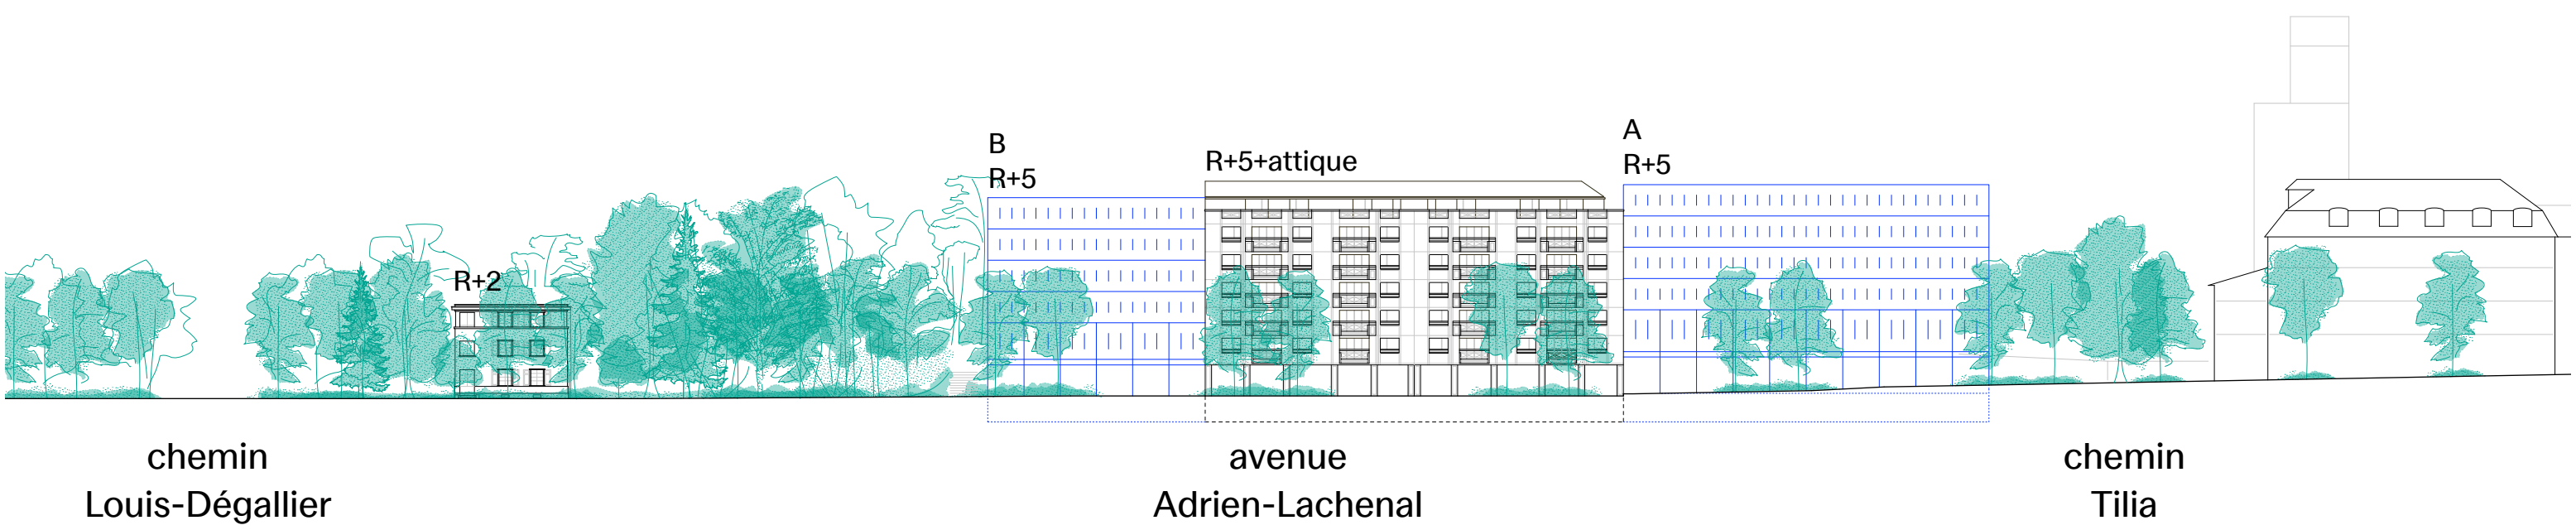 A
B
R+5+attique
R+5
R+5
R+2
chemin
Louis-Dégallier
avenue
Adrien-Lachenal
chemin
Tilia